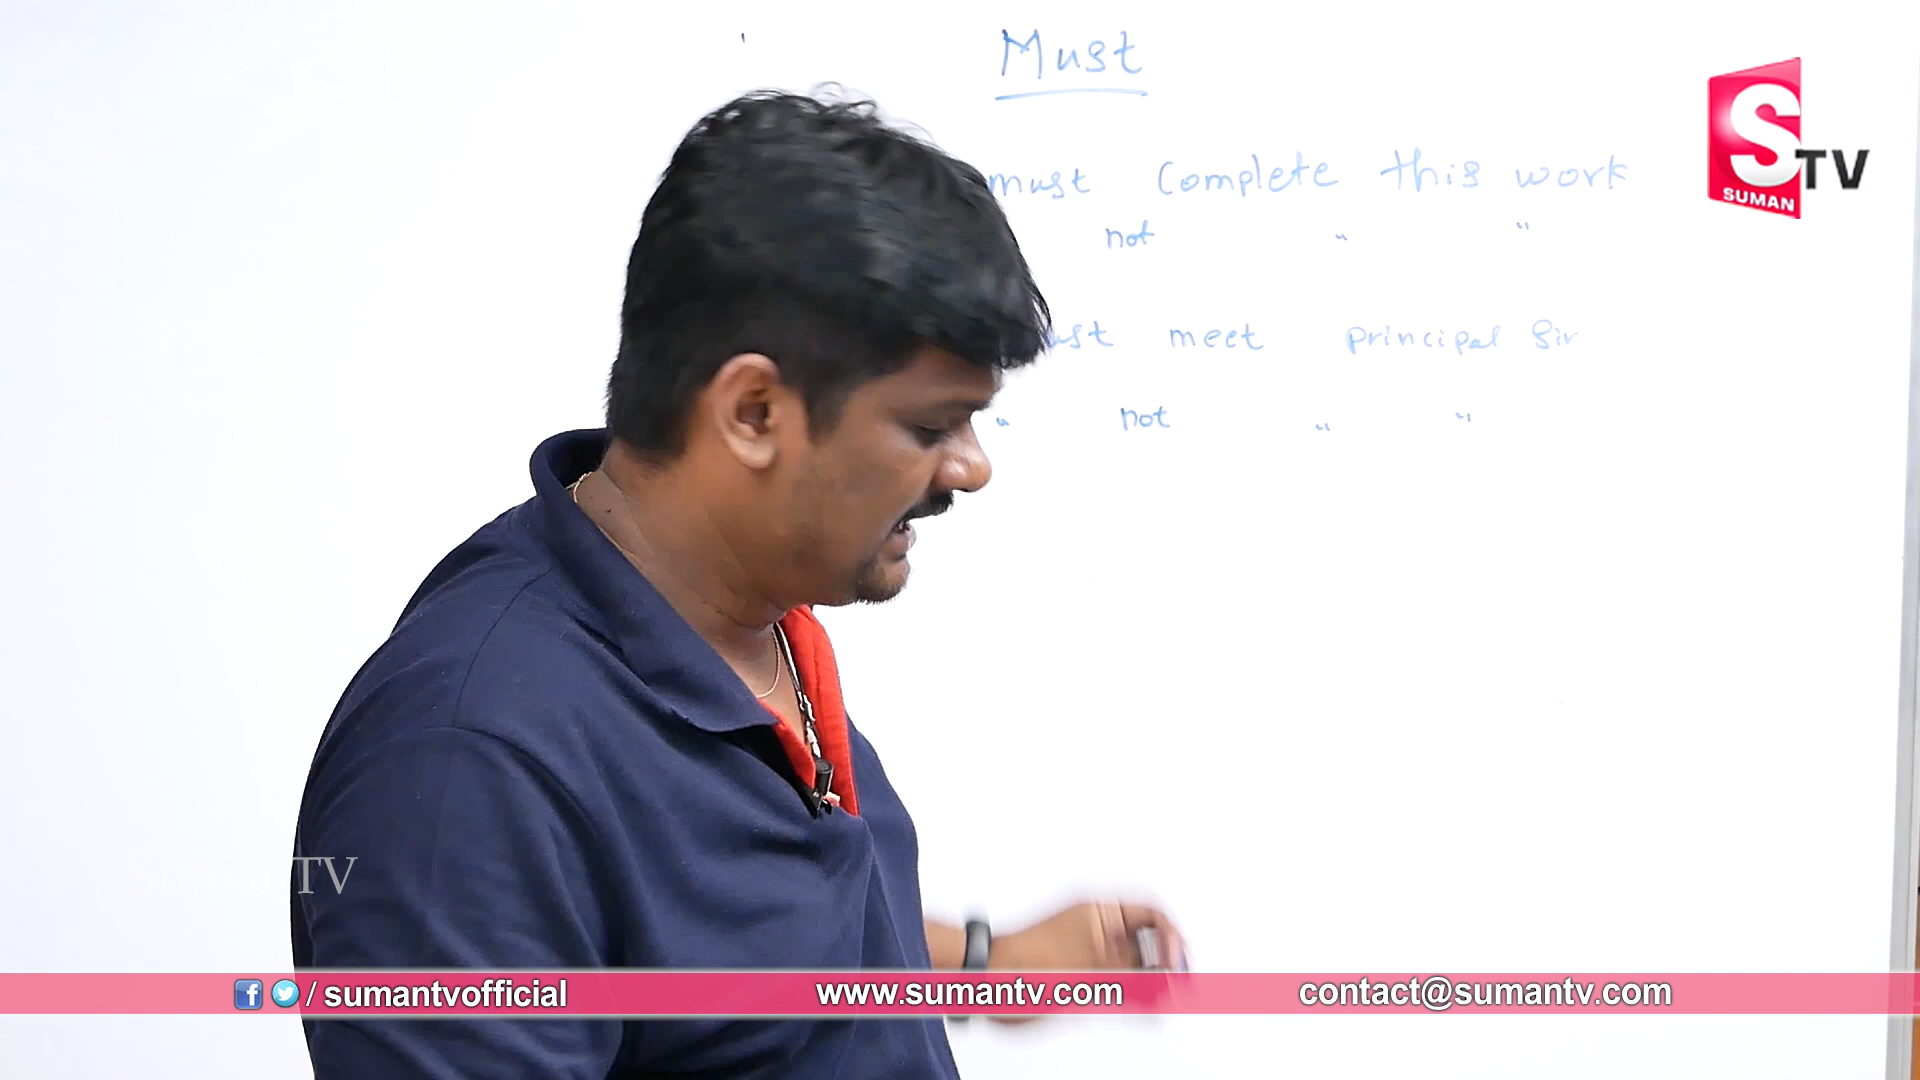 Must
must Complete this work
not " "
meet principal Sir
" not " "
S TV
SUMAN
TV
/ sumantvofficial
www.sumantv.com
contact@sumantv.com